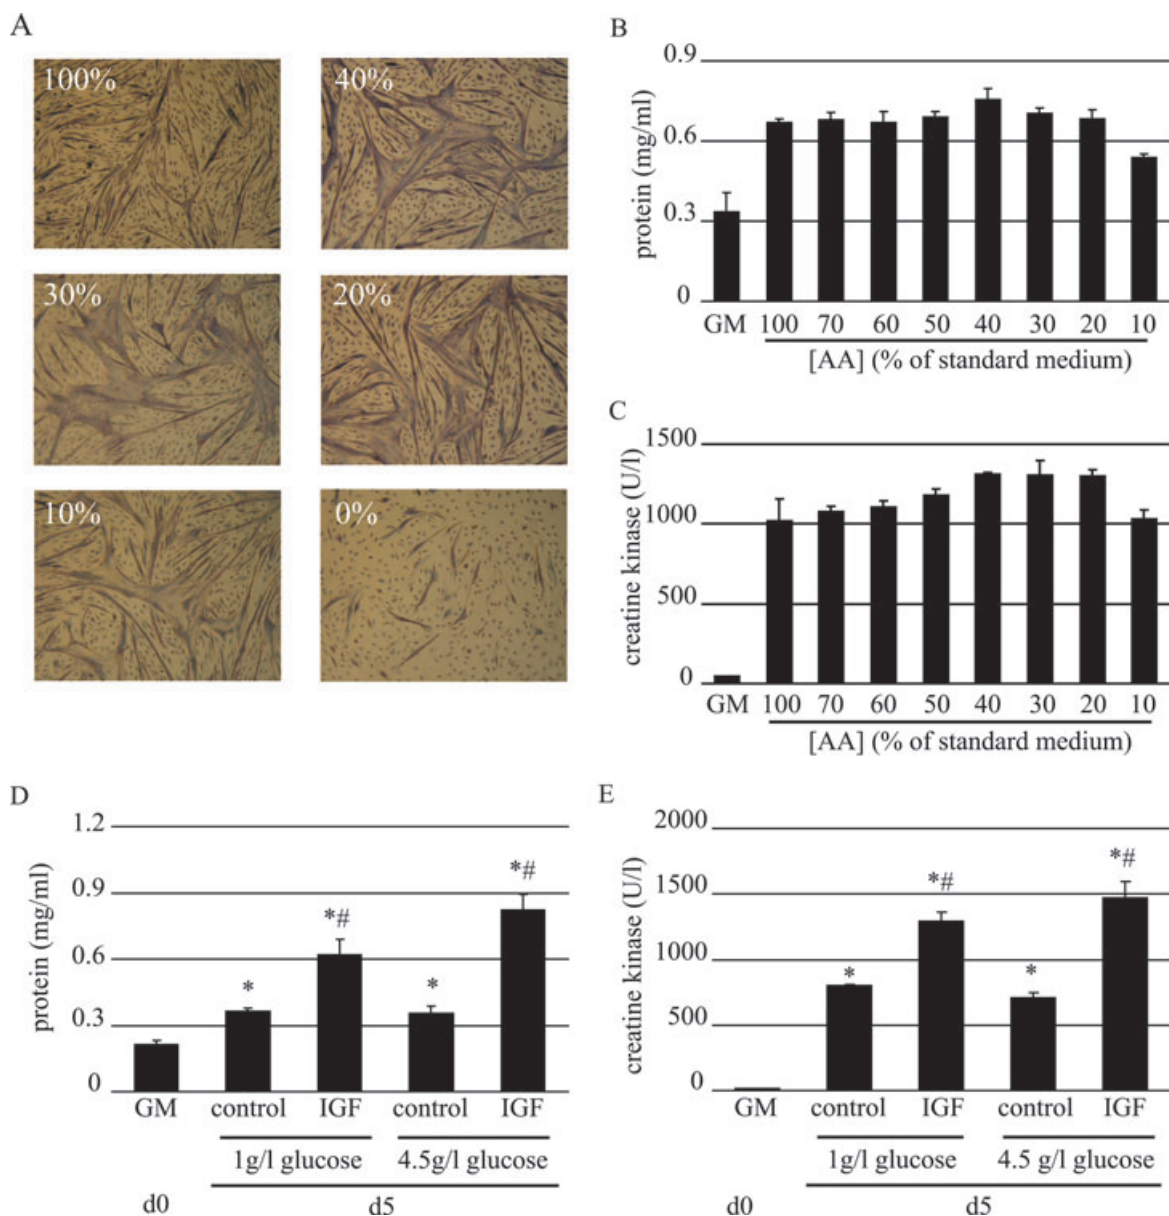 A
100%
40%
30%
20%
10%
0%
B
0.9
0.6
0.3
0
protein (mg/ml)
GM 100 70 60 50 40 30 20 10
[AA] (% of standard medium)
C
1500
1000
500
0
creatine kinase (U/l)
GM 100 70 60 50 40 30 20 10
[AA] (% of standard medium)
D
1.2
0.9
0.6
0.3
0
protein (mg/ml)
*
*#
*
*#
GM control IGF control IGF
1g/l glucose 4.5g/l glucose
d0 d5
E
2000
1500
1000
500
0
creatine kinase (U/l)
*
*#
*
*#
GM control IGF control IGF
1g/l glucose 4.5 g/l glucose
d0 d5